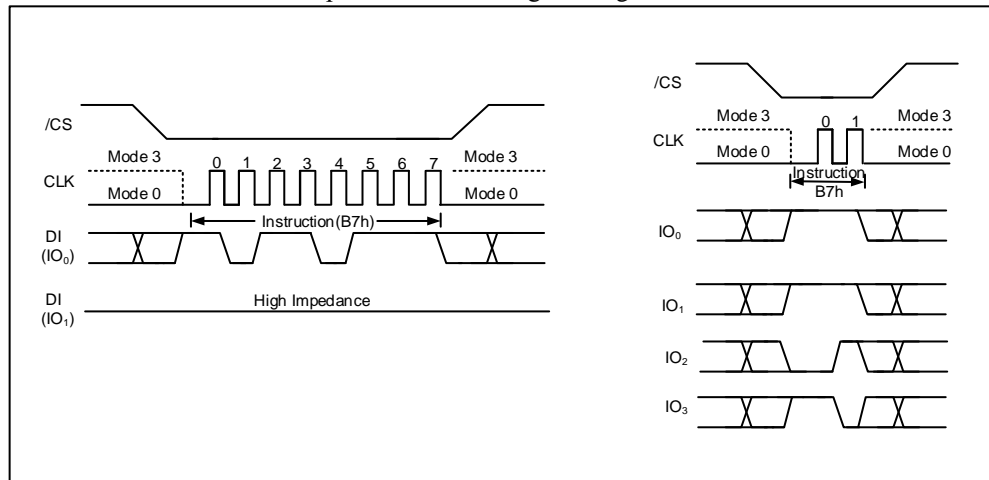 /CS
Mode 3 0 1 2 3 4 5 6 7 Mode 3
CLK
Mode 0 Mode 0
Instruction(B7h)
DI
(IO0)
High Impedance
DI
(IO1)
/CS
Mode 3 0 1 Mode 3
CLK
Mode 0 Mode 0
Instruction
B7h
IO0
IO1
IO2
IO3